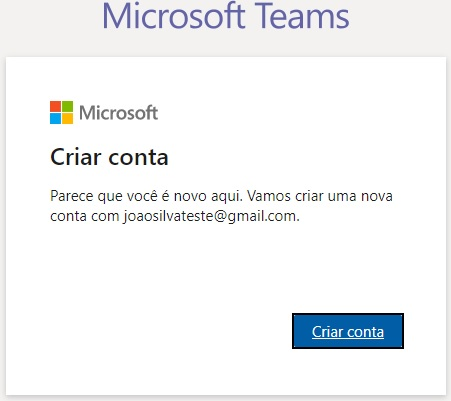 Microsoft Teams
Microsoft
Criar conta
Parece que você é novo aqui. Vamos criar uma nova
conta com joaosilvateste@gmail.com.
Criar conta